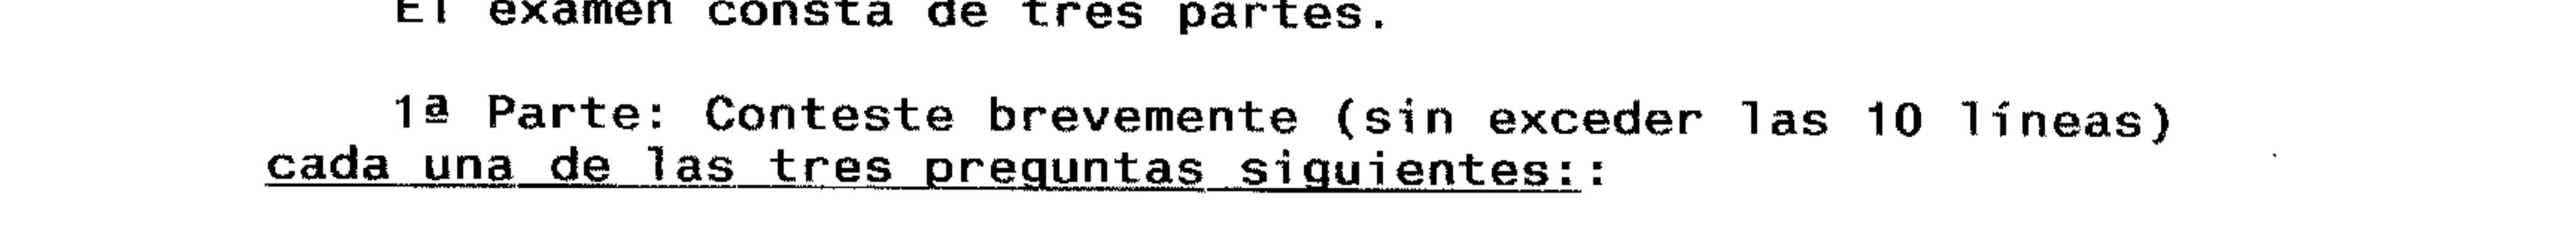 El examen consta de tres partes.
1ª Parte: Conteste brevemente (sin exceder las 10 líneas)
cada una de las tres preguntas siguientes::